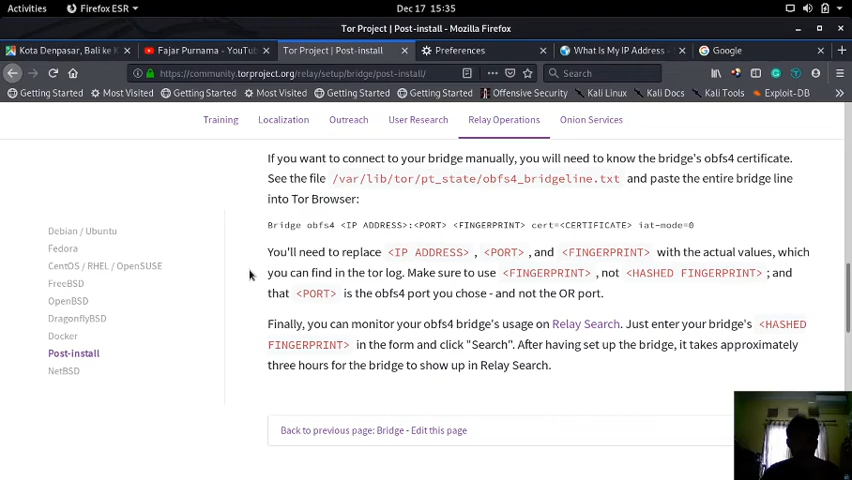 Activities Firefox ESR Dec 17 15:35
Tor Project | Post-install - Mozilla Firefox
Kota Denpasar, Bali ke K Fajar Purnama - YouTu Tor Project | Post-install Preferences What Is My IP Address - Google
https://community.torproject.org/relay/setup/bridge/post-install/ Search
Getting Started Most Visited Getting Started Most Visited Getting Started Getting Started Offensive Security Kali Linux Kali Docs Kali Tools Exploit-DB
Training Localization Outreach User Research Relay Operations Onion Services
If you want to connect to your bridge manually, you will need to know the bridge's obfs4 certificate.
See the file /var/lib/tor/pt_state/obfs4_bridgeline.txt and paste the entire bridge line
into Tor Browser:
Bridge obfs4 <IP ADDRESS>:<PORT> <FINGERPRINT> cert=<CERTIFICATE> iat-mode=0
You'll need to replace <IP ADDRESS> , <PORT> , and <FINGERPRINT> with the actual values, which
you can find in the tor log. Make sure to use <FINGERPRINT> , not <HASHED FINGERPRINT> ; and
that <PORT> is the obfs4 port you chose - and not the OR port.
Finally, you can monitor your obfs4 bridge's usage on Relay Search. Just enter your bridge's <HASHED
FINGERPRINT> in the form and click "Search". After having set up the bridge, it takes approximately
three hours for the bridge to show up in Relay Search.
Debian / Ubuntu
Fedora
CentOS / RHEL / OpenSUSE
FreeBSD
OpenBSD
DragonflyBSD
Docker
Post-install
NetBSD
Back to previous page: Bridge - Edit this page